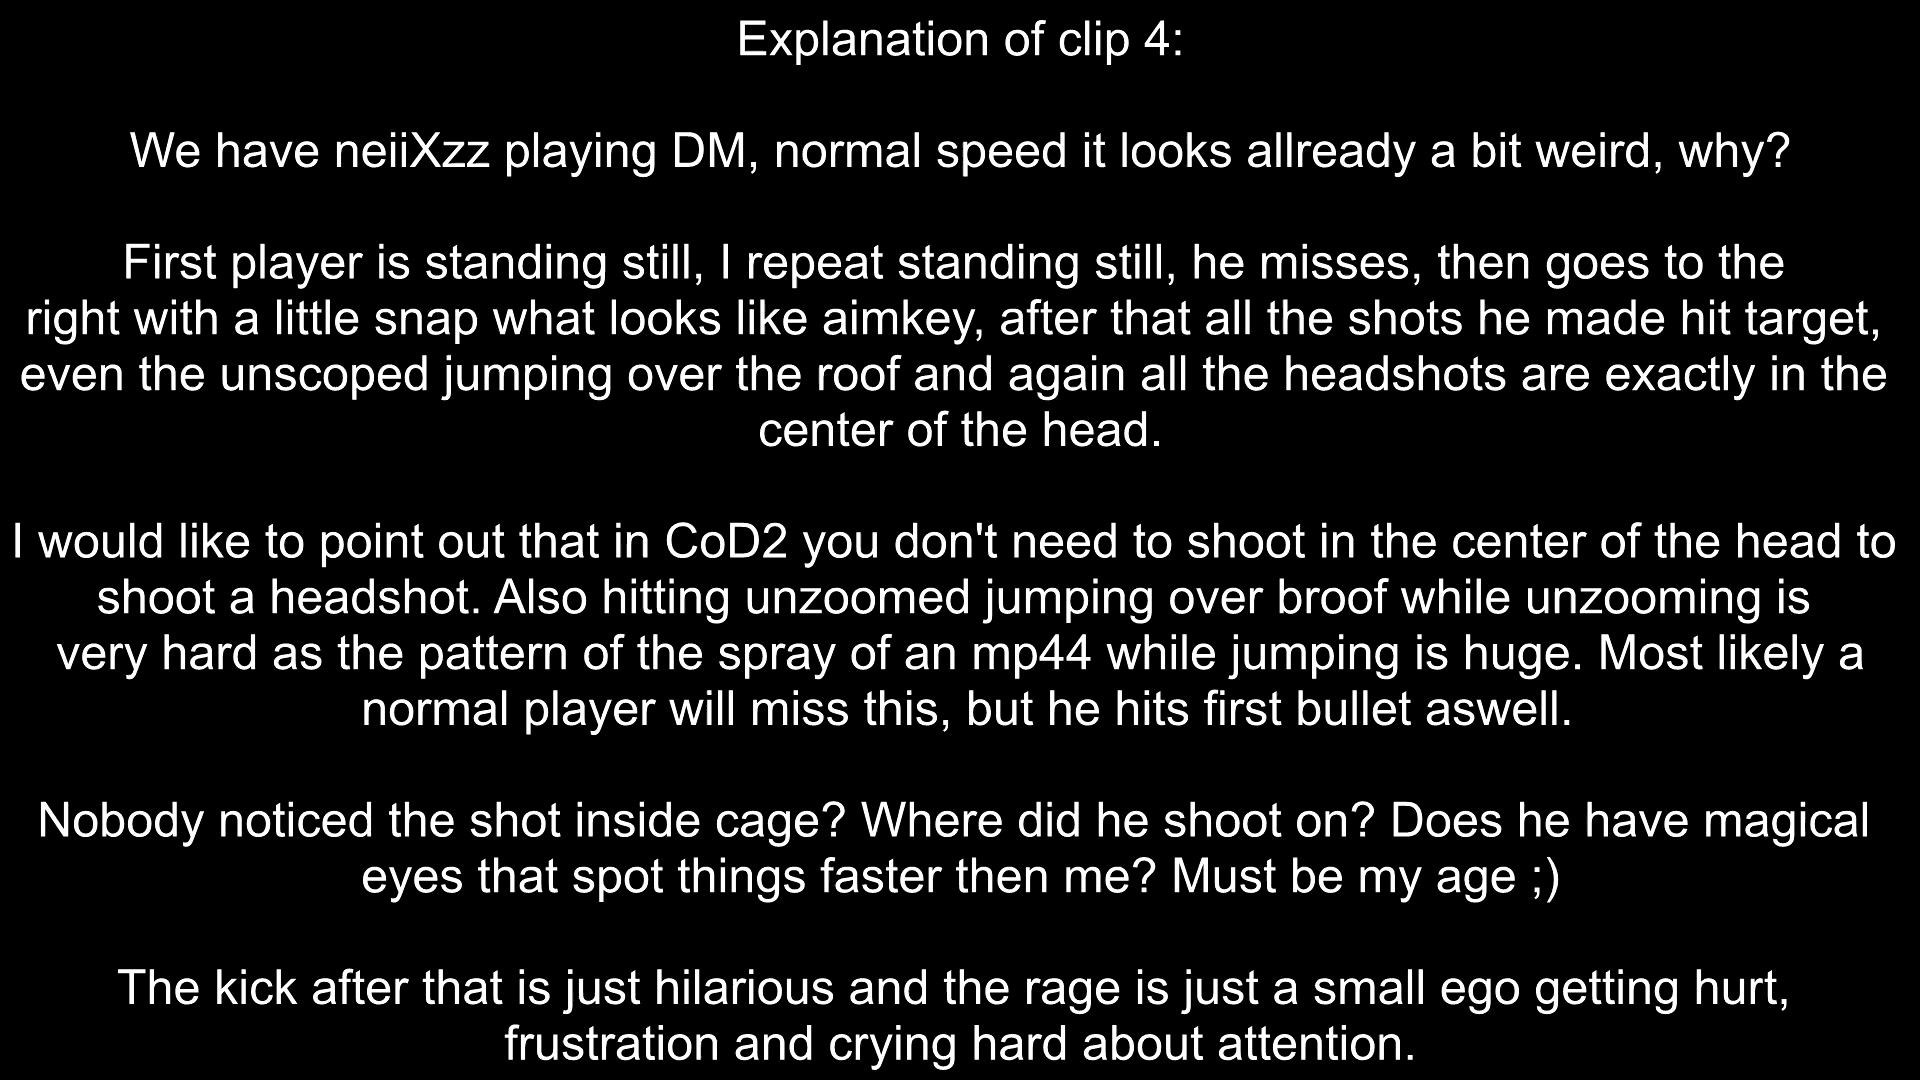 Explanation of clip 4:
We have neiiXzz playing DM, normal speed it looks allready a bit weird, why?
First player is standing still, I repeat standing still, he misses, then goes to the
right with a little snap what looks like aimkey, after that all the shots he made hit target,
even the unscoped jumping over the roof and again all the headshots are exactly in the
center of the head.
I would like to point out that in CoD2 you don't need to shoot in the center of the head to
shoot a headshot. Also hitting unzoomed jumping over broof while unzooming is
very hard as the pattern of the spray of an mp44 while jumping is huge. Most likely a
normal player will miss this, but he hits first bullet aswell.
Nobody noticed the shot inside cage? Where did he shoot on? Does he have magical
eyes that spot things faster then me? Must be my age ;)
The kick after that is just hilarious and the rage is just a small ego getting hurt,
frustration and crying hard about attention.